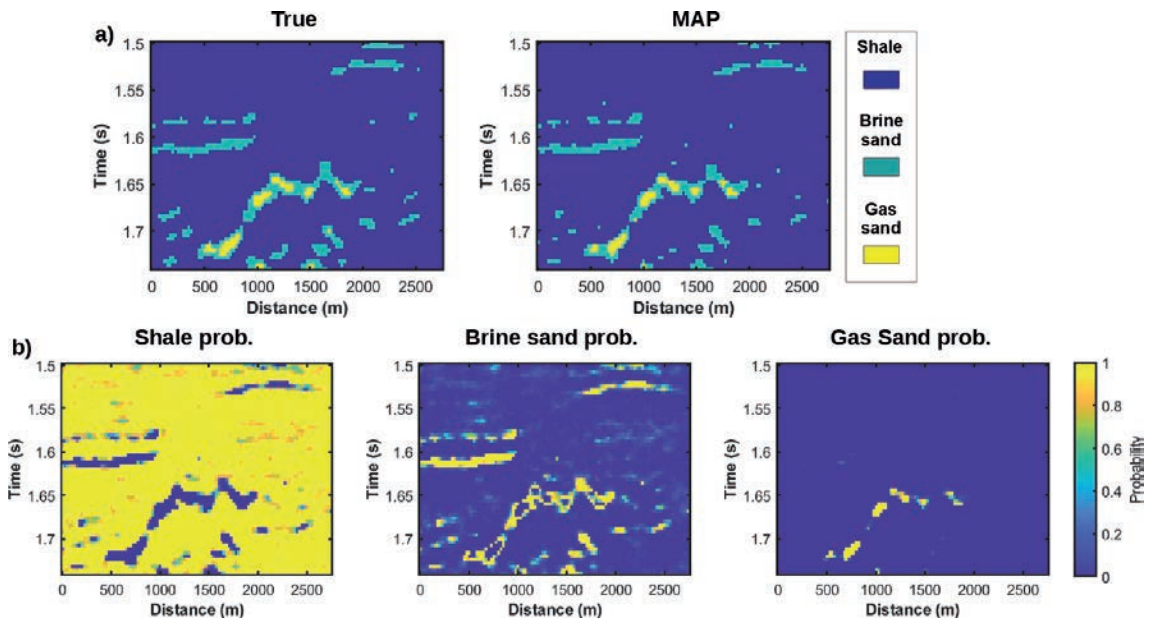 True
MAP
a)
1.5
1.55
1.6
1.65
1.7
Time (s)
0 500 1000 1500 2000 2500
Distance (m)
1.5
1.55
1.6
1.65
1.7
Time (s)
0 500 1000 1500 2000 2500
Distance (m)
Shale
Brine
sand
Gas
sand
b)
Shale prob.
Brine sand prob.
Gas Sand prob.
1.5
1.55
1.6
1.65
1.7
Time (s)
0 500 1000 1500 2000 2500
Distance (m)
1.5
1.55
1.6
1.65
1.7
Time (s)
0 500 1000 1500 2000 2500
Distance (m)
1.5
1.55
1.6
1.65
1.7
Time (s)
0 500 1000 1500 2000 2500
Distance (m)
1
0.8
0.6
0.4
0.2
0
Probability